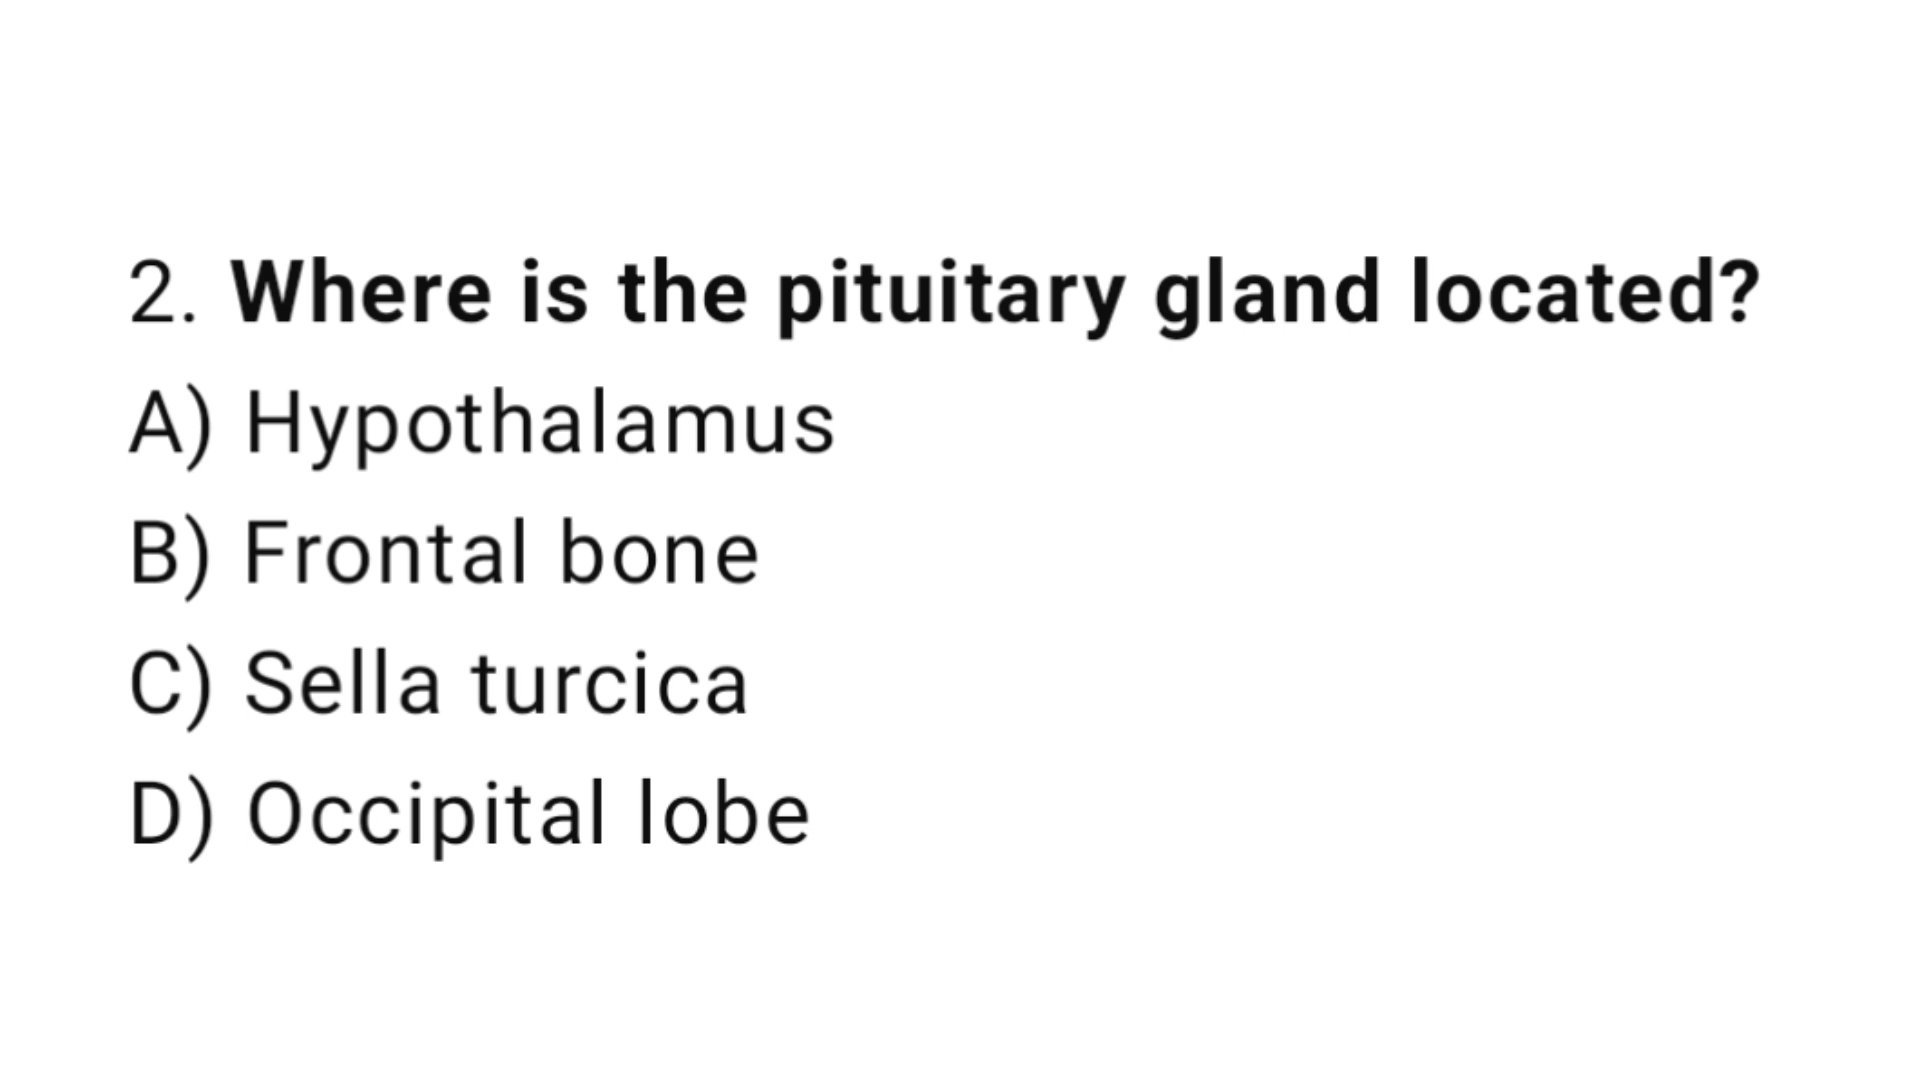 2. Where is the pituitary gland located?
A) Hypothalamus
B) Frontal bone
C) Sella turcica
D) Occipital lobe